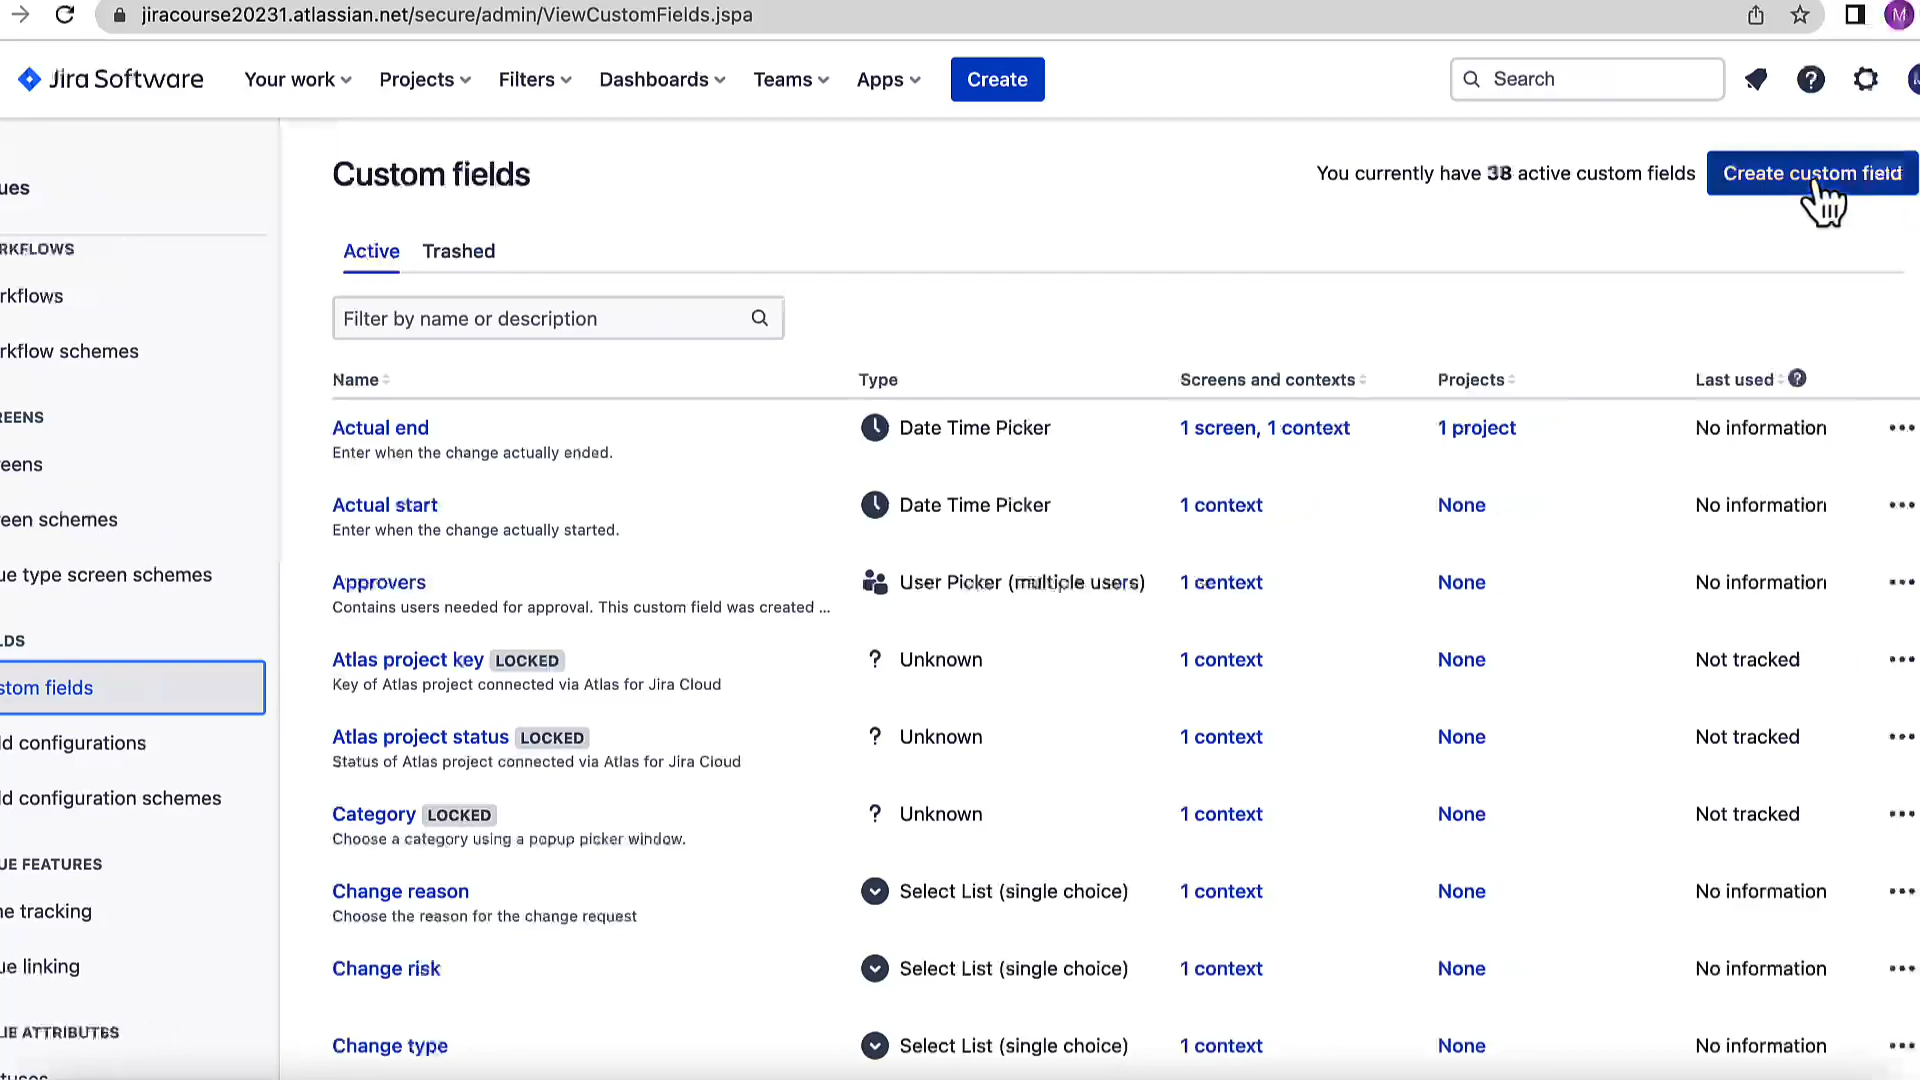 jiracourse20231.atlassian.net/secure/admin/ViewCustomFields.jspa
M
Jira Software Your work Projects Filters Dashboards Teams Apps Create Search
ues
RKFLOWS
rkflows
rkflow schemes
REENS
eens
een schemes
ue type screen schemes
LDS
stom fields
ld configurations
ld configuration schemes
UE FEATURES
ne tracking
ue linking
UE ATTRIBUTES
Custom fields
You currently have 38 active custom fields Create custom field
Active Trashed
Filter by name or description
Name Type Screens and contexts Projects Last used
Actual end Date Time Picker 1 screen, 1 context 1 project No information
Enter when the change actually ended.
Actual start Date Time Picker 1 context None No information
Enter when the change actually started.
Approvers User Picker (multiple users) 1 context None No information
Contains users needed for approval. This custom field was created ...
Atlas project key LOCKED Unknown 1 context None Not tracked
Key of Atlas project connected via Atlas for Jira Cloud
Atlas project status LOCKED Unknown 1 context None Not tracked
Status of Atlas project connected via Atlas for Jira Cloud
Category LOCKED Unknown 1 context None Not tracked
Choose a category using a popup picker window.
Change reason Select List (single choice) 1 context None No information
Choose the reason for the change request
Change risk Select List (single choice) 1 context None No information
Change type Select List (single choice) 1 context None No information